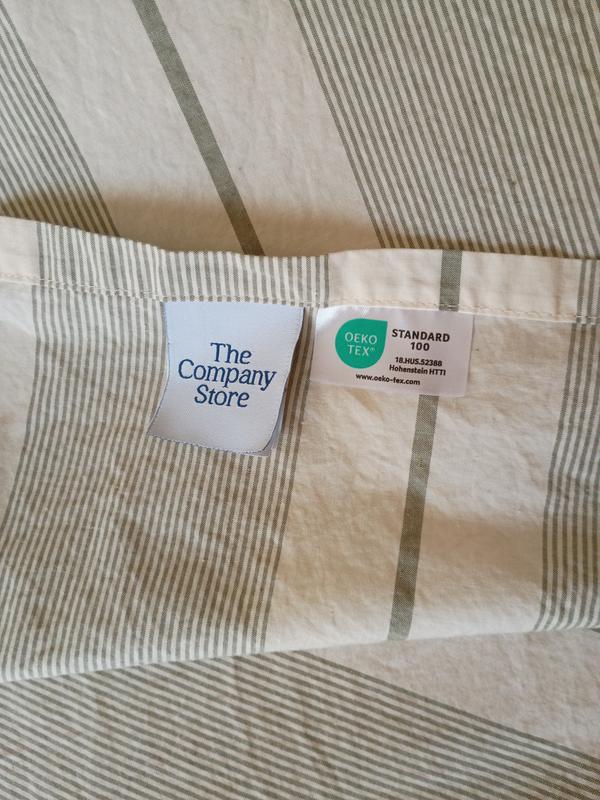 The
Company
Store
OEKO
TEX®
STANDARD
100
18.HUS.52388
Hohenstein HTTI
www.oeko-tex.com